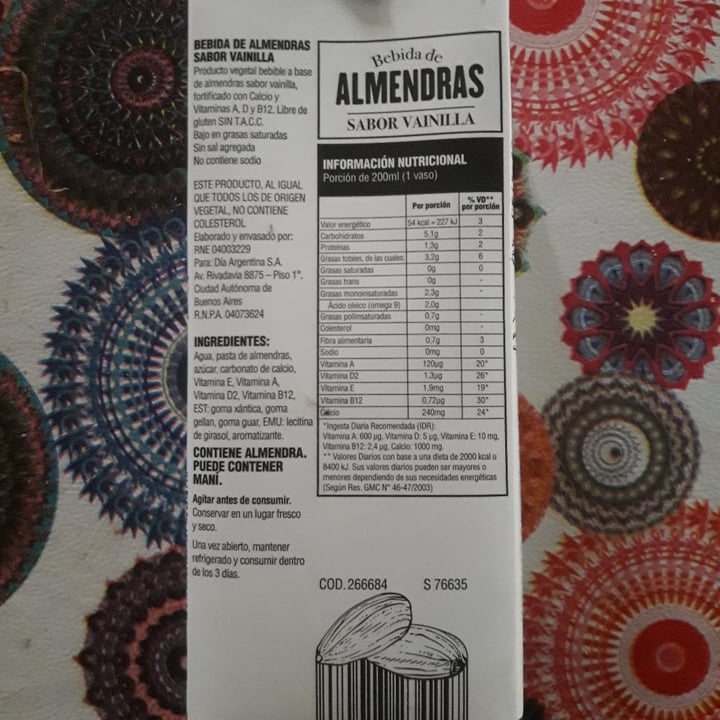 BEBIDA DE ALMENDRAS
SABOR VAINILLA
Producto vegetal bebible a base
de almendras sabor vainilla,
fortificado con Calcio y
Vitaminas A, D y B12. Libre de
gluten SIN T.A.C.C.
Bajo en grasas saturadas
Sin sal agregada
No contiene sodio
ESTE PRODUCTO, AL IGUAL
QUE TODOS LOS DE ORIGEN
VEGETAL, NO CONTIENE
COLESTEROL
Elaborado y envasado por:
RNE 04003229
Para: Día Argentina S.A.
Av. Rivadavia 8875 – Piso 1°.
Ciudad Autónoma de
Buenos Aires
R.N.P.A. 04073624
INGREDIENTES:
Agua, pasta de almendras,
azúcar, carbonato de calcio,
Vitamina E, Vitamina A,
Vitamina D2, Vitamina B12,
EST: goma xántica, goma
gellan, goma guar, EMU: lecitina
de girasol, aromatizante.
CONTIENE ALMENDRA.
PUEDE CONTENER
MANÍ.
Agitar antes de consumir.
Conservar en un lugar fresco
y seco.
Una vez abierto, mantener
refrigerado y consumir dentro
de los 3 días.
Bebida de
ALMENDRAS
SABOR VAINILLA
INFORMACIÓN NUTRICIONAL
Porción de 200ml (1 vaso)
Por porción % VD** por porción
Valor energético 54 kcal = 227 kJ 3
Carbohidratos 5,1g 2
Proteínas 1,3g 2
Grasas totales, de las cuales: 3,2g 6
Grasas saturadas 0g 0
Grasas trans 0g -
Grasas monoinsaturadas 2,3g -
Ácido oleico (omega 9) 2,0g
Grasas poliinsaturadas 0,7g -
Colesterol 0mg -
Fibra alimentaria 0,7g 3
Sodio 0mg 0
Vitamina A 120µg 20*
Vitamina D2 1,3µg 26*
Vitamina E 1,9mg 19*
Vitamina B12 0,72µg 30*
Calcio 240mg 24*
*Ingesta Diaria Recomendada (IDR):
Vitamina A: 600 µg, Vitamina D: 5 µg, Vitamina E: 10 mg,
Vitamina B12: 2,4 µg, Calcio: 1000 mg.
** Valores Diarios con base a una dieta de 2000 kcal u
8400 kJ. Sus valores diarios pueden ser mayores o
menores dependiendo de sus necesidades energéticas
(Según Res. GMC N° 46-47/2003)
COD.266684 S 76635